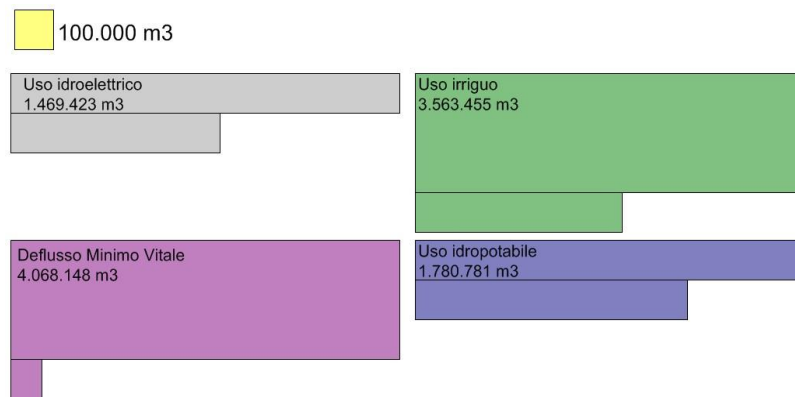 100.000 m3
Uso idroelettrico
1.469.423 m3
Uso irriguo
3.563.455 m3
Deflusso Minimo Vitale
4.068.148 m3
Uso idropotabile
1.780.781 m3